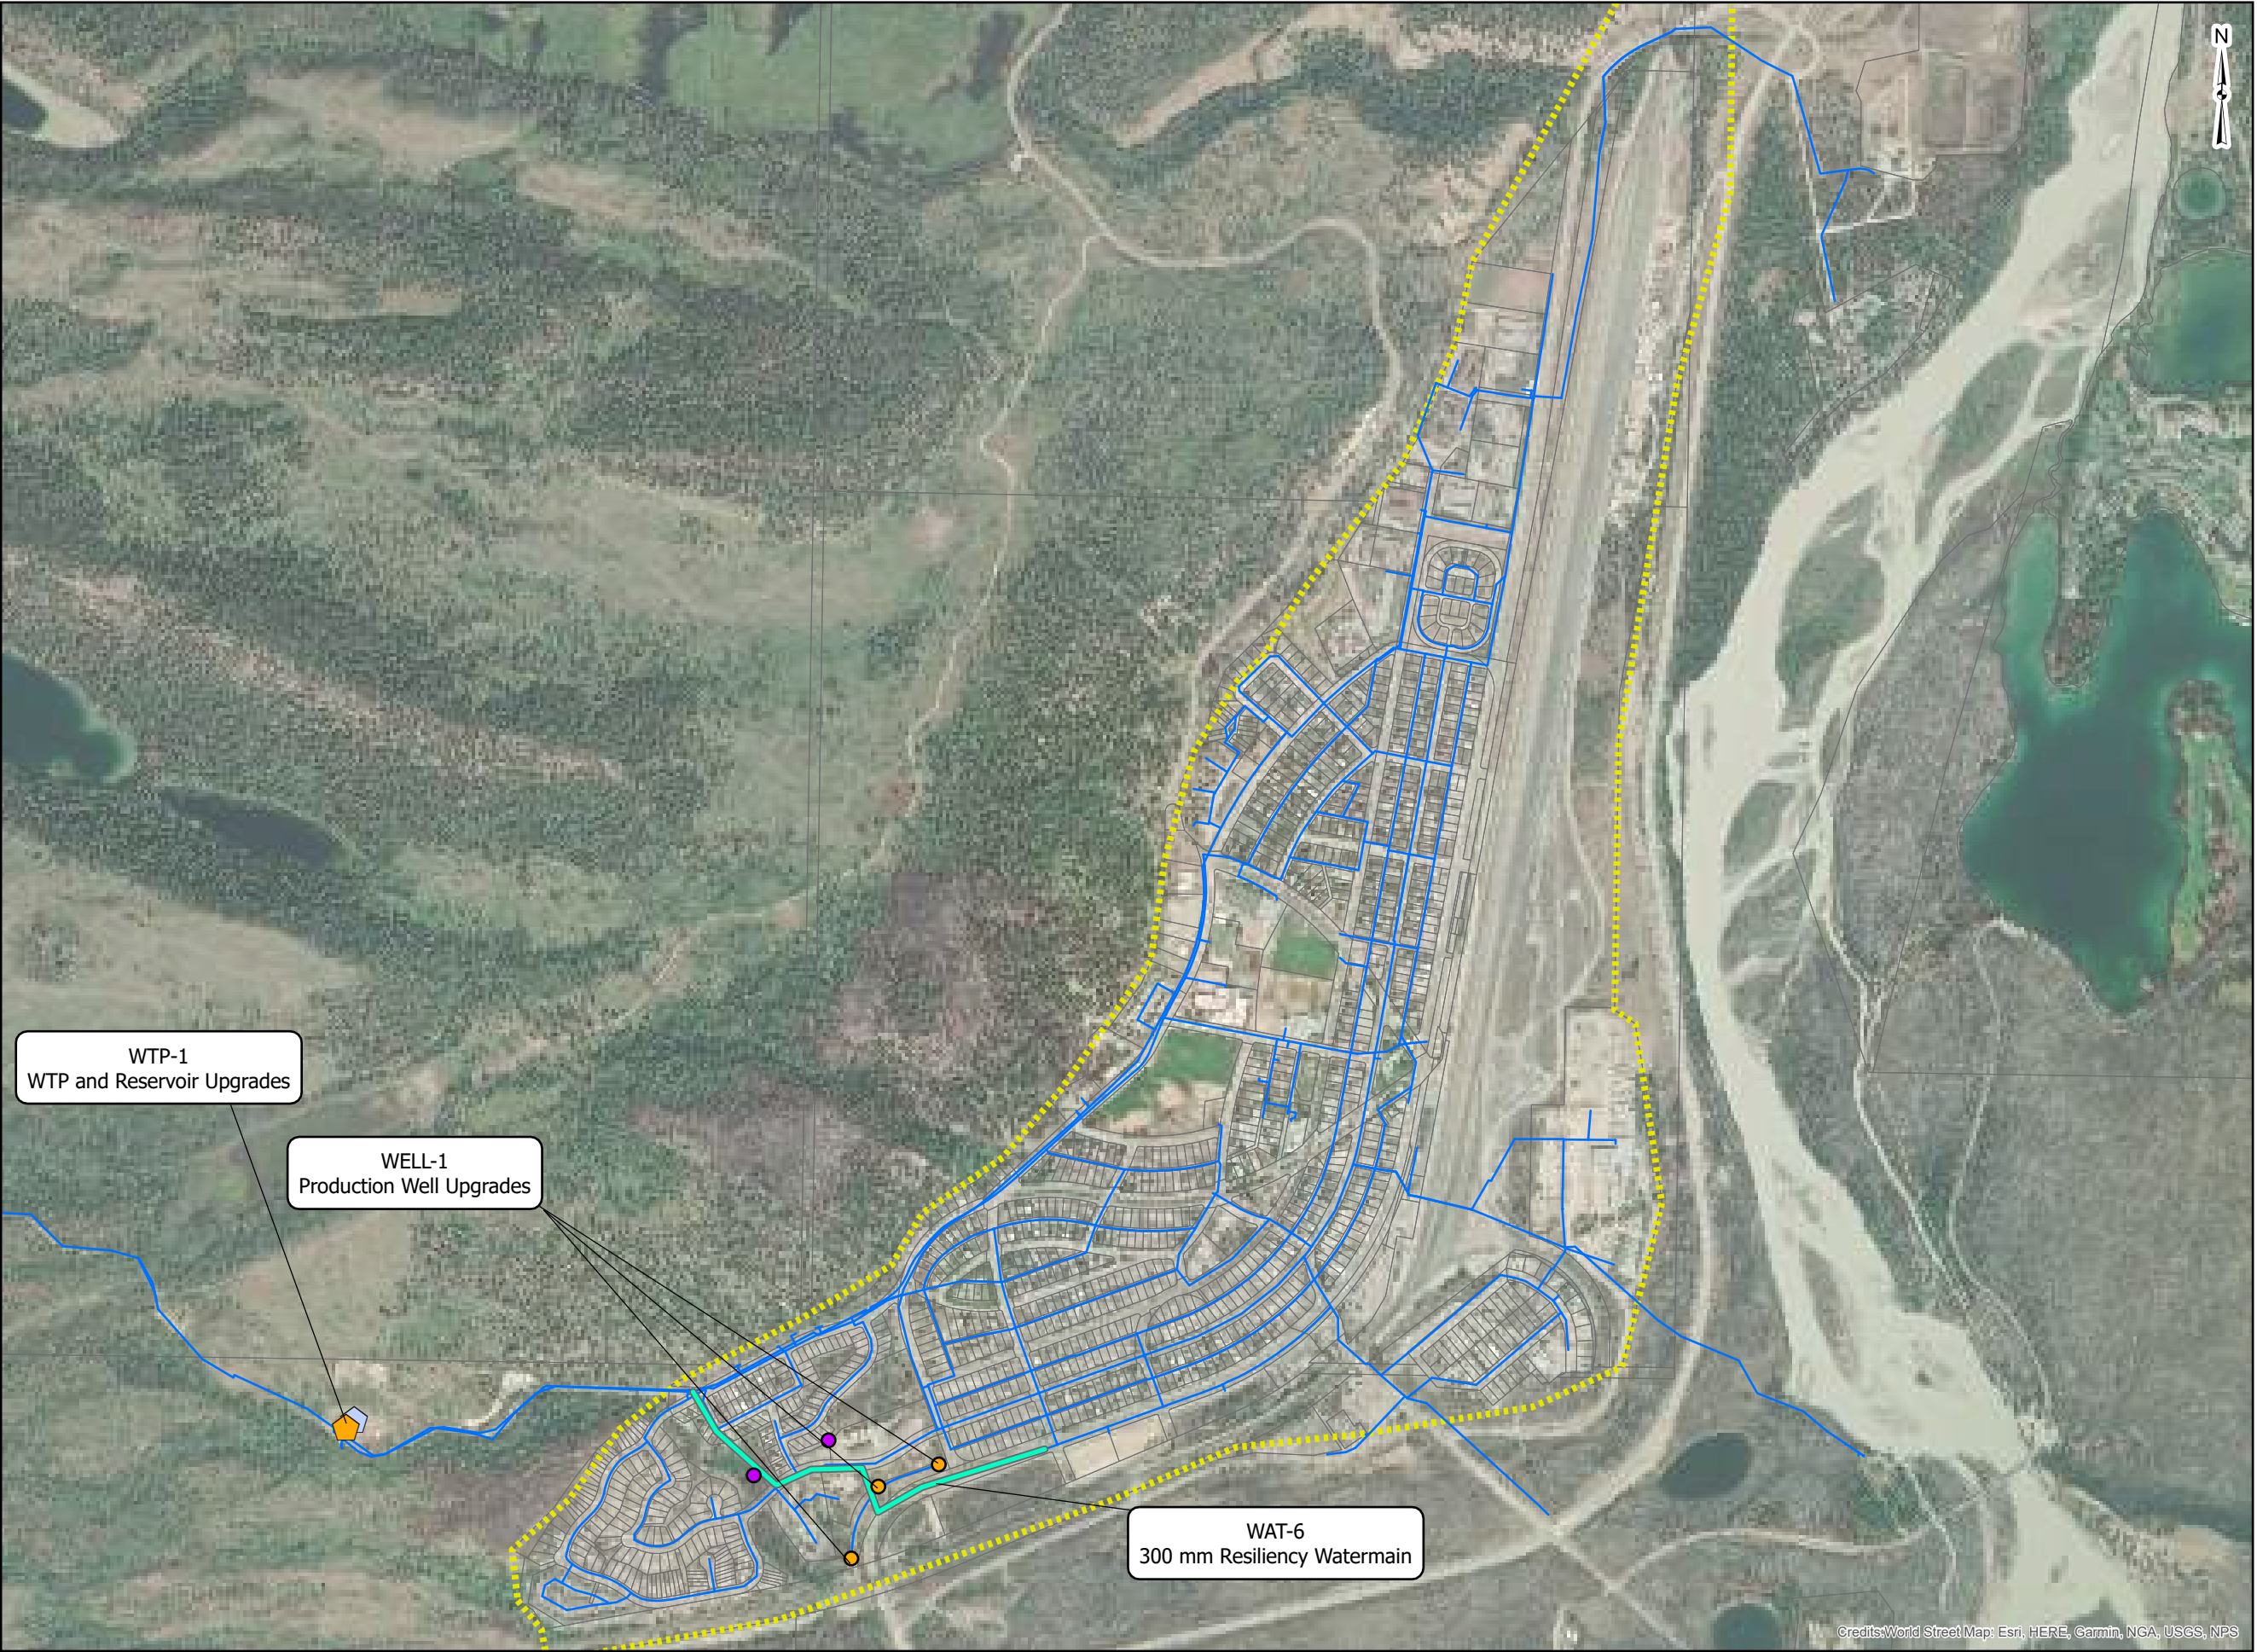 N
WTP-1
WTP and Reservoir Upgrades
WELL-1
Production Well Upgrades
WAT-6
300 mm Resiliency Watermain
Credits:World Street Map: Esri, HERE, Garmin, NGA, USGS, NPS